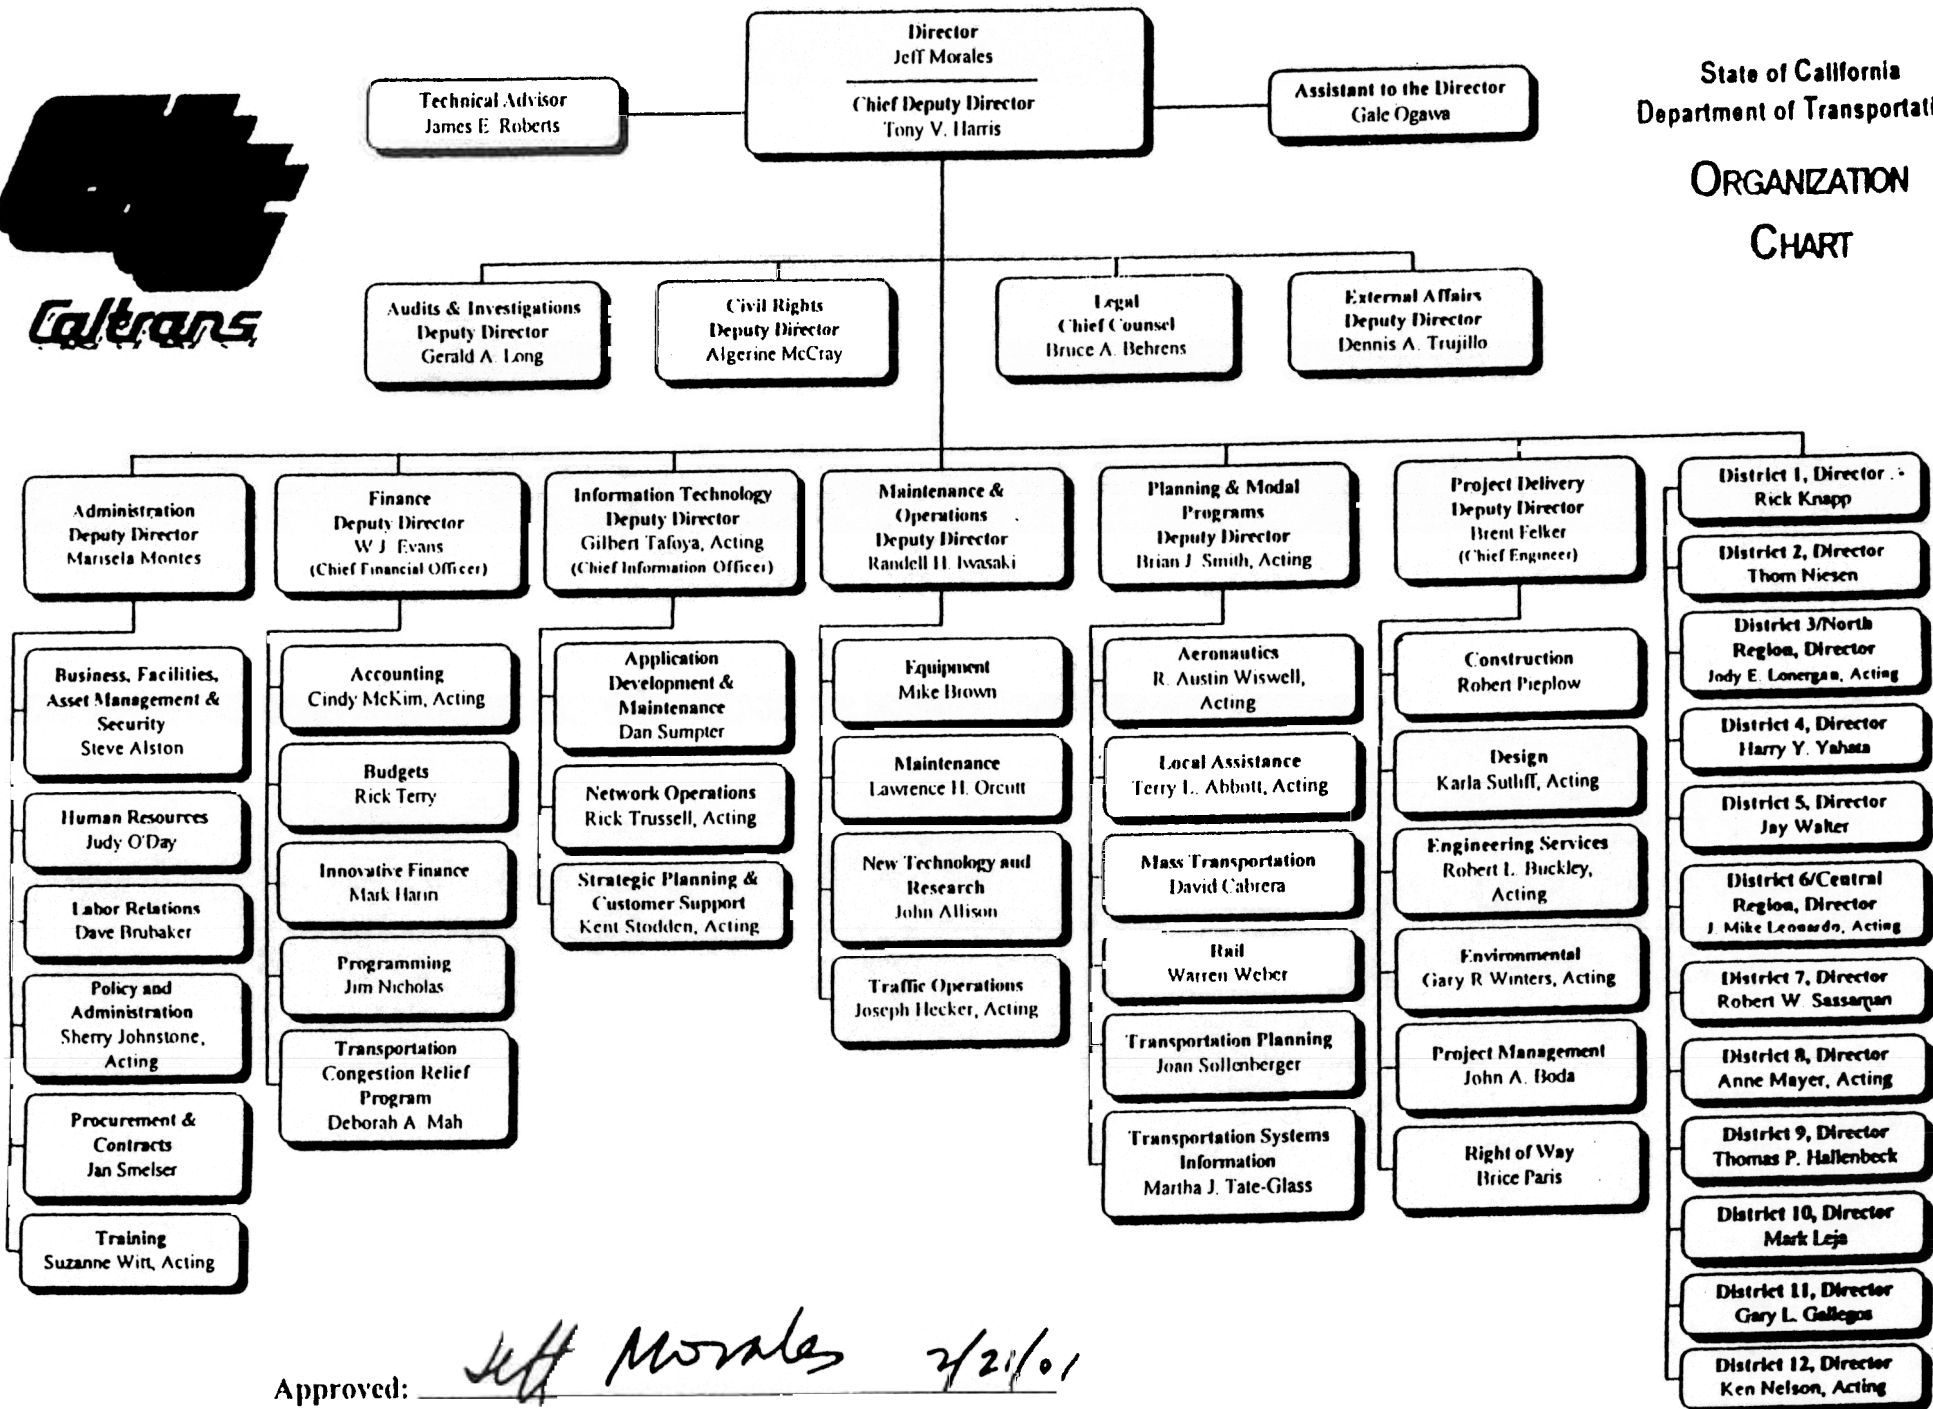 Director
Jeff Morales
Chief Deputy Director
Tony V. Harris
Technical Advisor
James E. Roberts
Assistant to the Director
Gale Ogawa
State of California
Department of Transportati
ORGANIZATION
CHART
Caltrans
Audits & Investigations
Deputy Director
Gerald A. Long
Civil Rights
Deputy Director
Algerine McCray
Legal
Chief Counsel
Bruce A. Behrens
External Affairs
Deputy Director
Dennis A. Trujillo
Administration
Deputy Director
Marisela Montes
Business, Facilities,
Asset Management &
Security
Steve Alston
Human Resources
Judy O'Day
Labor Relations
Dave Brubaker
Policy and
Administration
Sherry Johnstone,
Acting
Procurement &
Contracts
Jan Smelser
Training
Suzanne Witt, Acting
Finance
Deputy Director
W.J. Evans
(Chief Financial Officer)
Accounting
Cindy McKim, Acting
Budgets
Rick Terry
Innovative Finance
Mark Harin
Programming
Jim Nicholas
Transportation
Congestion Relief
Program
Deborah A. Mah
Information Technology
Deputy Director
Gilbert Tafoya, Acting
(Chief Information Officer)
Application
Development &
Maintenance
Dan Sumpter
Network Operations
Rick Trussell, Acting
Strategic Planning &
Customer Support
Kent Stodden, Acting
Maintenance &
Operations
Deputy Director
Randell H. Iwasaki
Equipment
Mike Brown
Maintenance
Lawrence H. Orcutt
New Technology and
Research
John Allison
Traffic Operations
Joseph Hecker, Acting
Planning & Modal
Programs
Deputy Director
Brian J. Smith, Acting
Aeronautics
R. Austin Wiswell,
Acting
Local Assistance
Terry L. Abbott, Acting
Mass Transportation
David Cabrera
Rail
Warren Weber
Transportation Planning
Joan Sollenberger
Transportation Systems
Information
Martha J. Tate-Glass
Project Delivery
Deputy Director
Brent Felker
(Chief Engineer)
Construction
Robert Pieplow
Design
Karla Sutliff, Acting
Engineering Services
Robert L. Buckley,
Acting
Environmental
Gary R Winters, Acting
Project Management
John A. Boda
Right of Way
Brice Paris
District 1, Director
Rick Knapp
District 2, Director
Thom Niesen
District 3/North
Region, Director
Jody E. Lonergan, Acting
District 4, Director
Harry Y. Yahata
District 5, Director
Jay Walter
District 6/Central
Region, Director
J. Mike Leonardo, Acting
District 7, Director
Robert W. Sassaman
District 8, Director
Anne Mayer, Acting
District 9, Director
Thomas P. Hallenbeck
District 10, Director
Mark Leja
District 11, Director
Gary L. Gallegos
District 12, Director
Ken Nelson, Acting
Approved: Jeff Morales 2/21/01